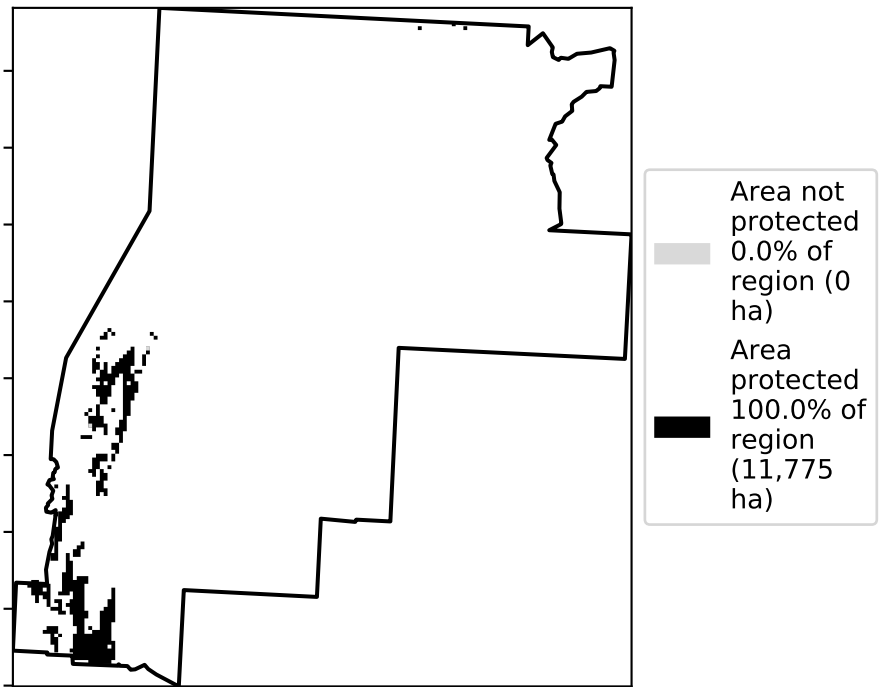 Area not
protected
0.0% of
region (0
ha)
Area
protected
100.0% of
region
(11,775
ha)